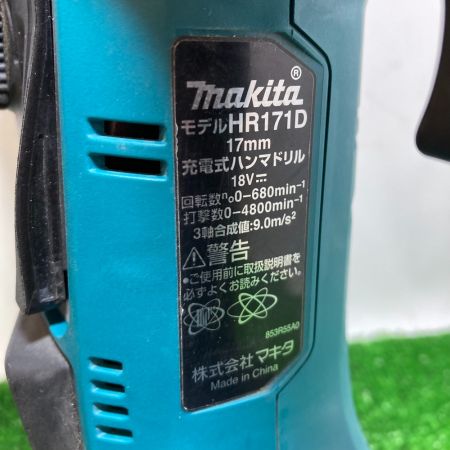 makita®
モデルHR171D
17mm
充電式ハンマドリル
18V⎓
回転数n₀0-680min⁻¹
打撃数0-4800min⁻¹
3軸合成値:9.0m/s²
⚠警告
●ご使用前に取扱説明書を
必ずよくお読みください。
853R55A0
株式会社マキタ
Made in China